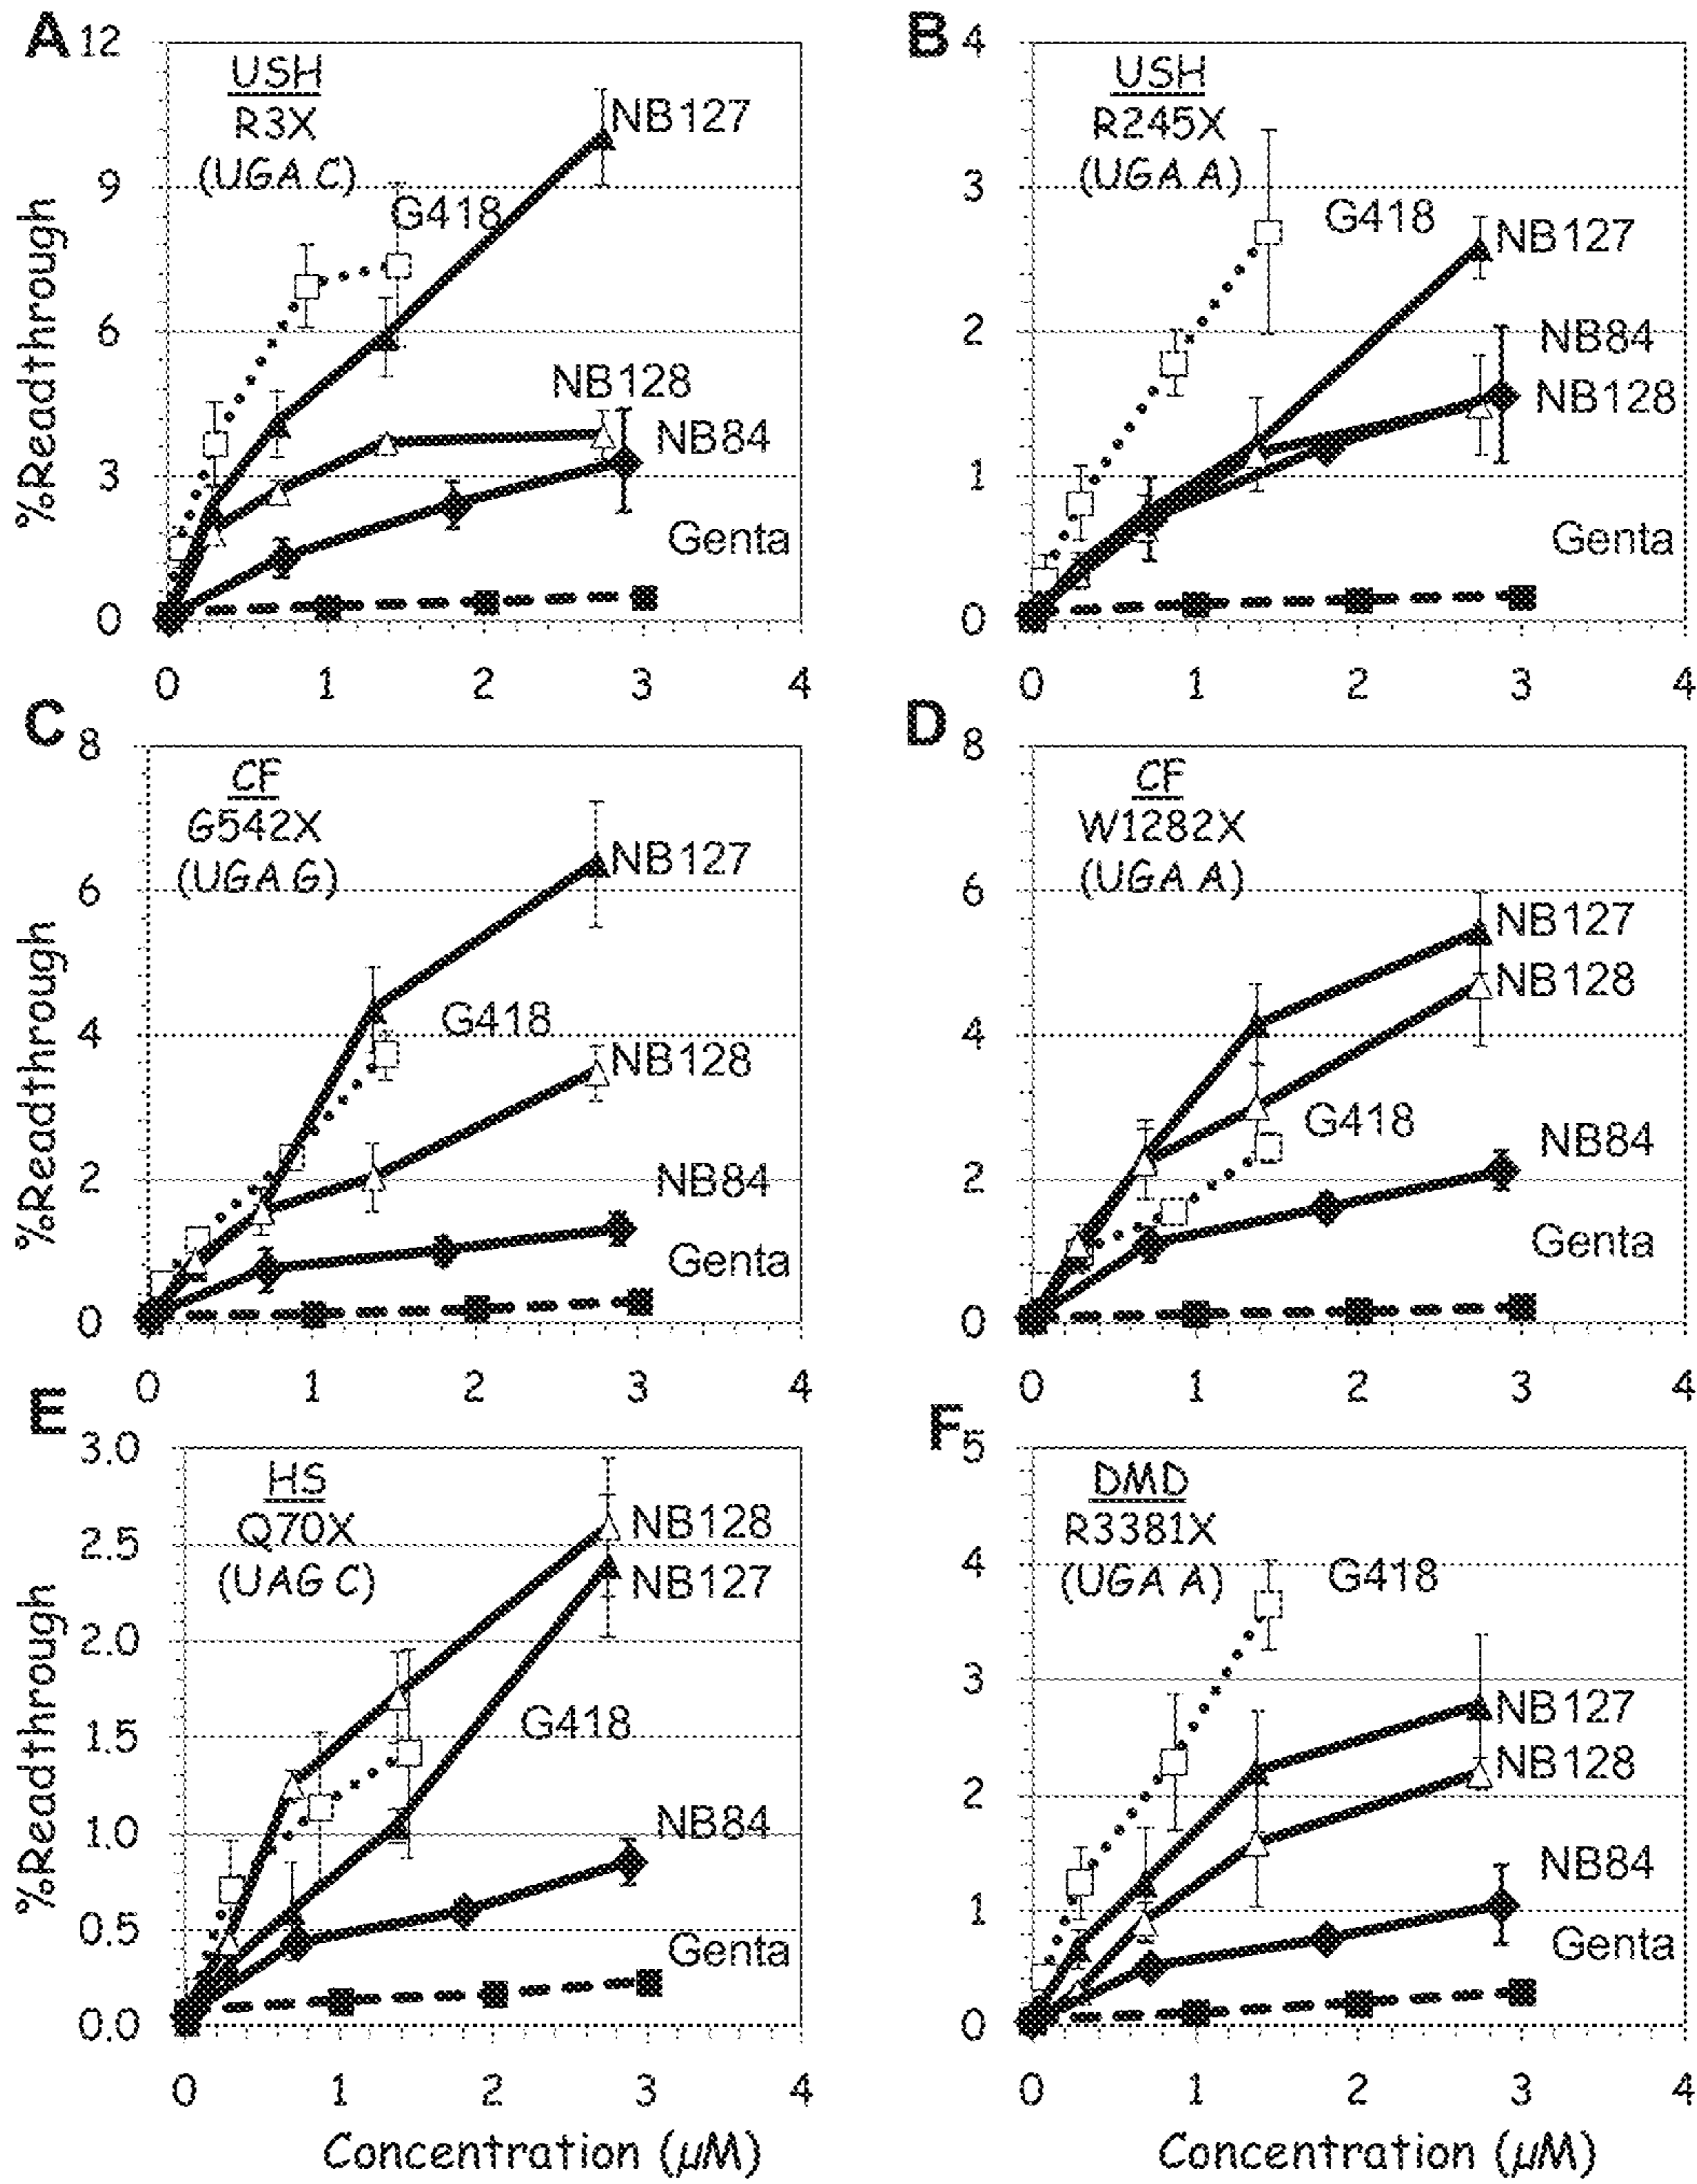 A
12
9
6
3
0
%Readthrough
USH
R3X
(UGA C)
NB127
G418
NB128
NB84
Genta
0 1 2 3 4
B
4
3
2
1
0
USH
R245X
(UGA A)
G418
NB127
NB84
NB128
Genta
0 1 2 3 4
C
8
6
4
2
0
%Readthrough
CF
G542X
(UGA G)
NB127
G418
NB128
NB84
Genta
0 1 2 3 4
D
8
6
4
2
0
CF
W1282X
(UGA A)
NB127
NB128
G418
NB84
Genta
0 1 2 3 4
E
3.0
2.5
2.0
1.5
1.0
0.5
0.0
%Readthrough
HS
Q70X
(UAG C)
NB128
NB127
G418
NB84
Genta
0 1 2 3 4
Concentration (μM)
F
5
4
3
2
1
0
DMD
R3381X
(UGA A)
G418
NB127
NB128
NB84
Genta
0 1 2 3 4
Concentration (μM)